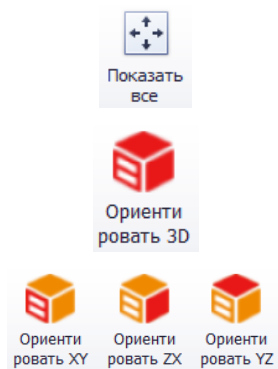 Показать
все
Ориенти
ровать 3D
Ориенти
ровать XY
Ориенти
ровать ZX
Ориенти
ровать YZ